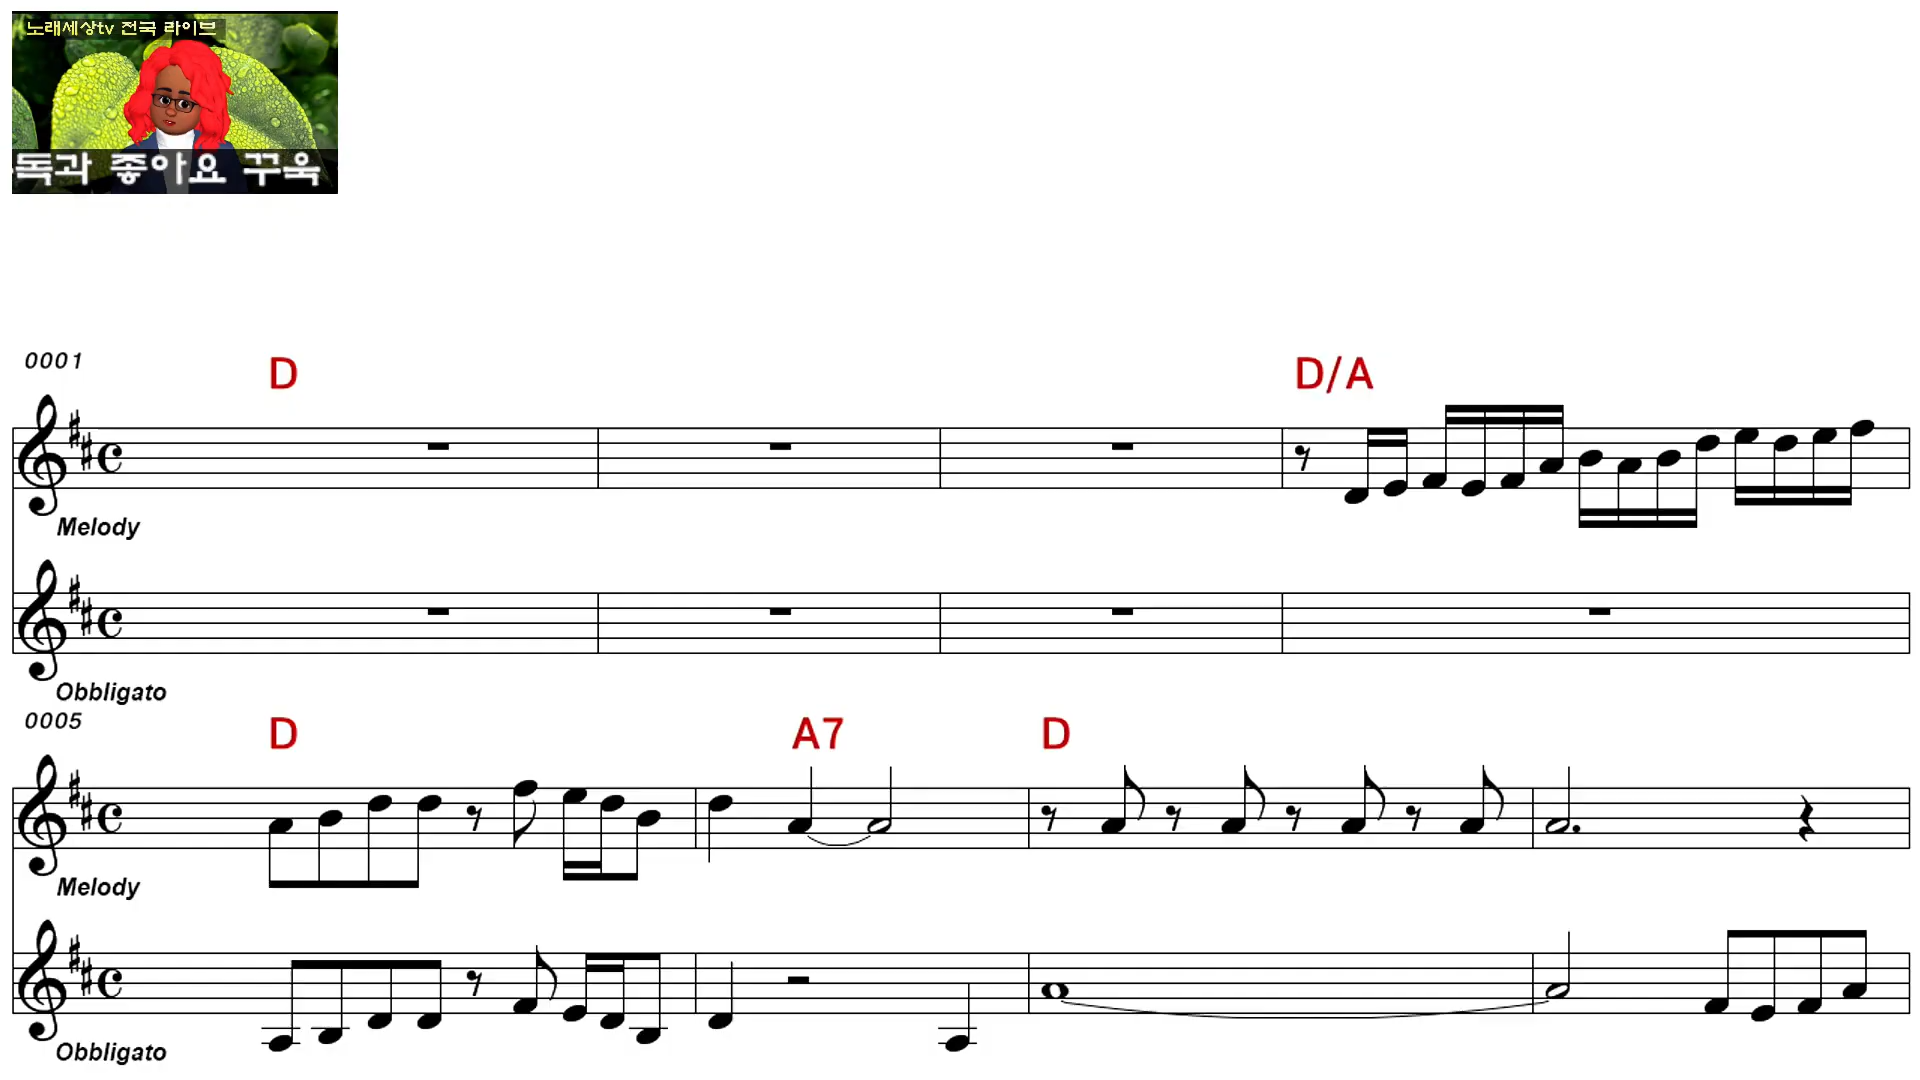 노래세상tv 전국 라이브
독과 좋아요 꾸욱
0001
D D/A
Melody
Obbligato
0005
D A7 D
Melody
Obbligato